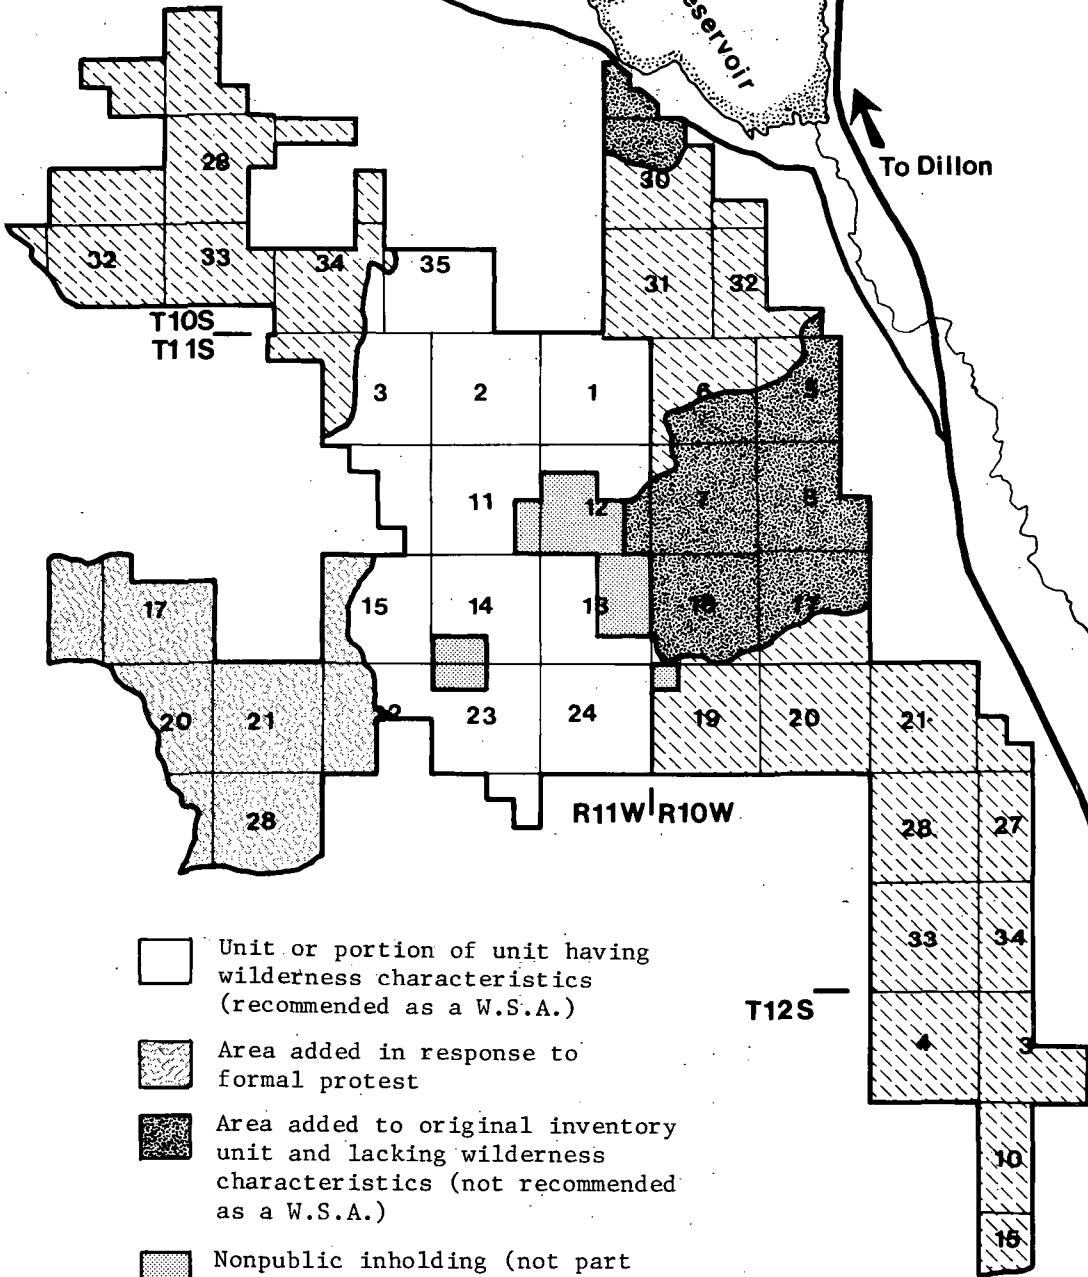 eservoir
To Dillon
28
30
32
33
34
35
31
32
T10S
T11S
3
2
1
6
5
11
12
7
8
17
15
14
13
18
17
20
21
22
23
24
19
20
21
R11W R10W
28
28
27
33
34
T12S
4
3
10
15
Unit or portion of unit having
wilderness characteristics
(recommended as a W.S.A.)
Area added in response to
formal protest
Area added to original inventory
unit and lacking wilderness
characteristics (not recommended
as a W.S.A.)
Nonpublic inholding (not part